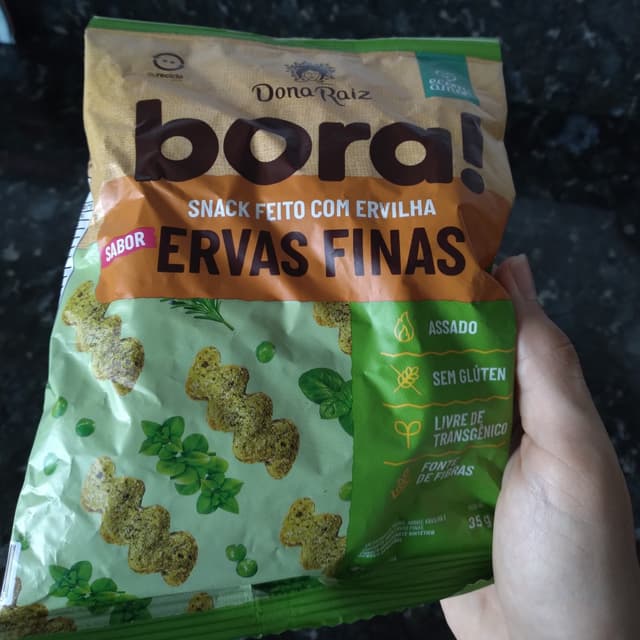 Dona Raiz
bora!
SNACK FEITO COM ERVILHA
SABOR
ERVAS FINAS
ASSADO
SEM GLÚTEN
LIVRE DE
TRANSGÊNICO
FONTE
DE FIBRAS
35g